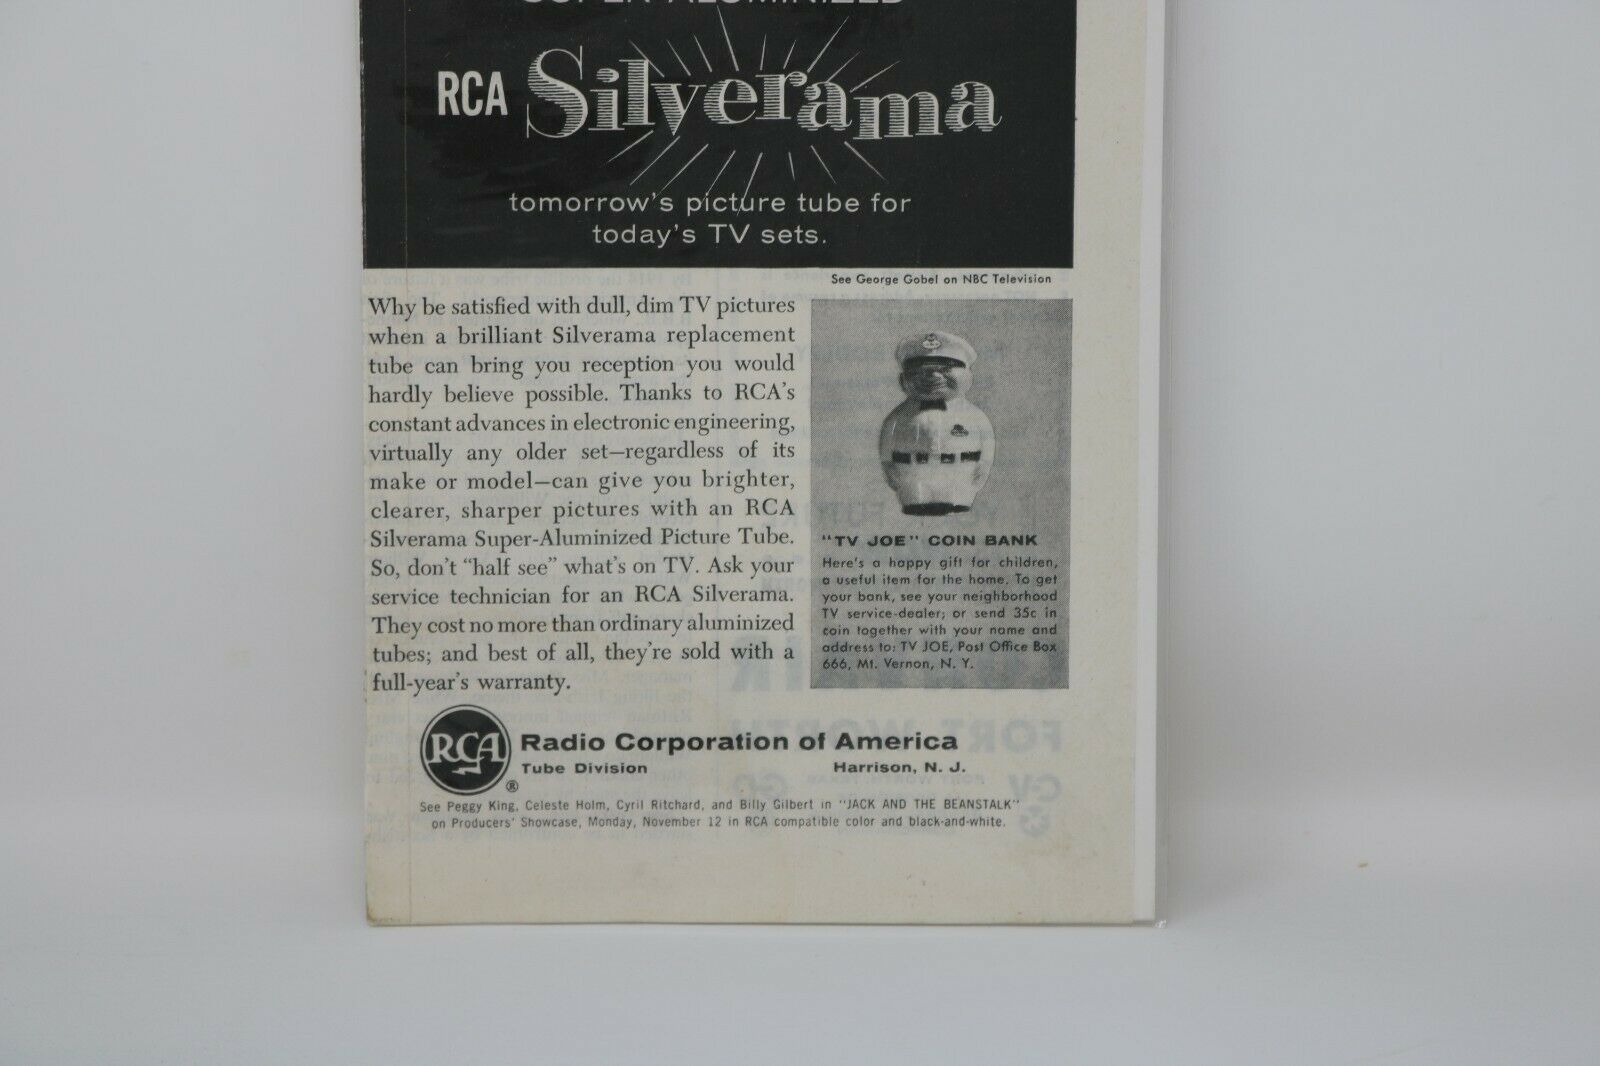 SUPER-ALUMINIZED
RCA Silverama
tomorrow's picture tube for
today's TV sets.
See George Gobel on NBC Television
Why be satisfied with dull, dim TV pictures
when a brilliant Silverama replacement
tube can bring you reception you would
hardly believe possible. Thanks to RCA's
constant advances in electronic engineering,
virtually any older set—regardless of its
make or model—can give you brighter,
clearer, sharper pictures with an RCA
Silverama Super-Aluminized Picture Tube.
So, don't "half see" what's on TV. Ask your
service technician for an RCA Silverama.
They cost no more than ordinary aluminized
tubes; and best of all, they're sold with a
full-year's warranty.
"TV JOE" COIN BANK
Here's a happy gift for children,
a useful item for the home. To get
your bank, see your neighborhood
TV service-dealer; or send 35c in
coin together with your name and
address to: TV JOE, Post Office Box
666, Mt. Vernon, N. Y.
RCA ® Radio Corporation of America
Tube Division Harrison, N. J.
See Peggy King, Celeste Holm, Cyril Ritchard, and Billy Gilbert in "JACK AND THE BEANSTALK"
on Producers' Showcase, Monday, November 12 in RCA compatible color and black-and-white.